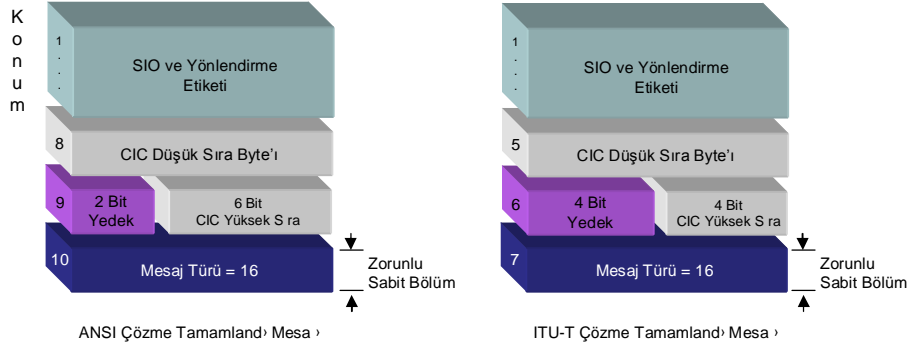 Konum
1
.
.
.
SIO ve Yönlendirme
Etiketi
8
CIC Düşük Sıra Byte’ı
9
2 Bit
Yedek
6 Bit
CIC Yüksek S ra
10
Mesaj Türü = 16
Zorunlu
Sabit Bölüm
ANSI Çözme Tamamland› Mesa ›
1
.
.
.
SIO ve Yönlendirme
Etiketi
5
CIC Düşük Sıra Byte’ı
6
4 Bit
Yedek
4 Bit
CIC Yüksek S ra
7
Mesaj Türü = 16
Zorunlu
Sabit Bölüm
ITU-T Çözme Tamamland› Mesa ›